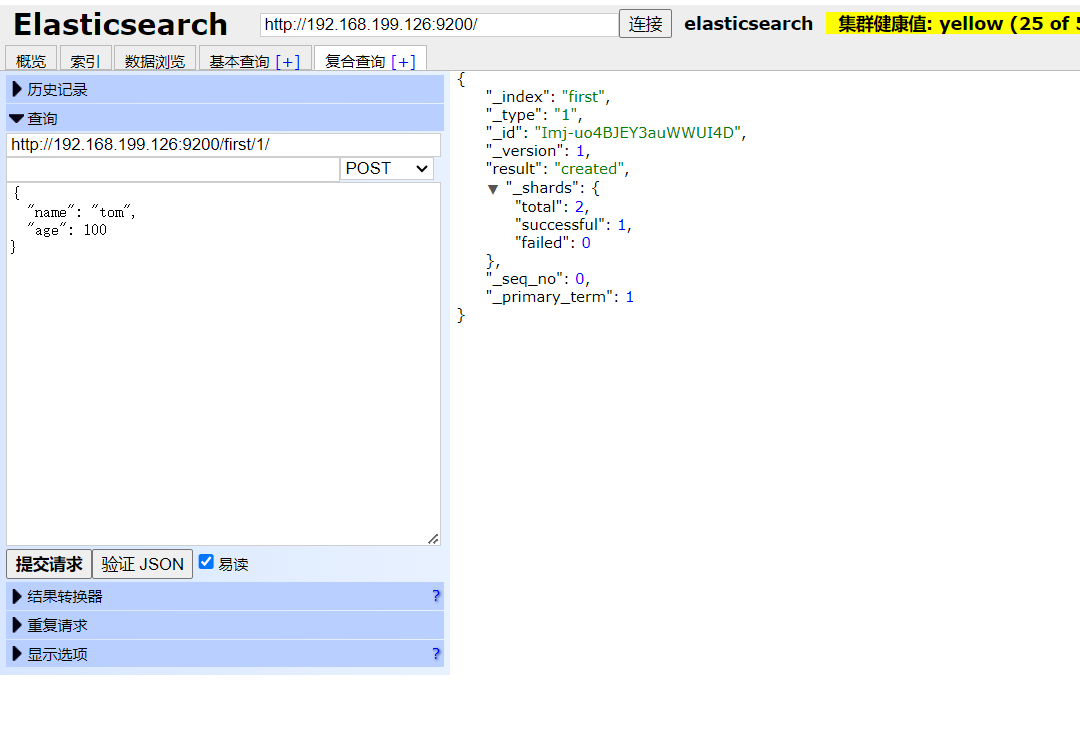 Elasticsearch http://192.168.199.126:9200/ 连接 elasticsearch 集群健康值: yellow (25 of 5
概览 索引 数据浏览 基本查询 [+] 复合查询 [+]
历史记录
查询
http://192.168.199.126:9200/first/1/
POST
{
"name": "tom",
"age": 100
}
提交请求 验证 JSON 易读
结果转换器 ?
重复请求
显示选项 ?
{
"_index": "first",
"_type": "1",
"_id": "Imj-uo4BJEY3auWWUI4D",
"_version": 1,
"result": "created",
"_shards": {
"total": 2,
"successful": 1,
"failed": 0
},
"_seq_no": 0,
"_primary_term": 1
}